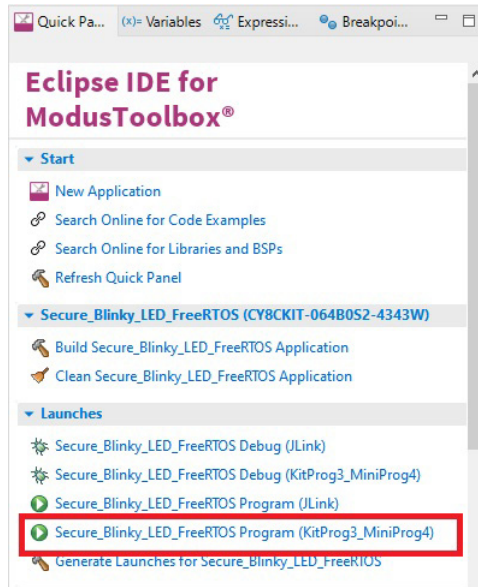 Quick Pa... (x)= Variables Expressi... Breakpoi...
Eclipse IDE for
ModusToolbox®
Start
New Application
Search Online for Code Examples
Search Online for Libraries and BSPs
Refresh Quick Panel
Secure_Blinky_LED_FreeRTOS (CY8CKIT-064B0S2-4343W)
Build Secure_Blinky_LED_FreeRTOS Application
Clean Secure_Blinky_LED_FreeRTOS Application
Launches
Secure_Blinky_LED_FreeRTOS Debug (JLink)
Secure_Blinky_LED_FreeRTOS Debug (KitProg3_MiniProg4)
Secure_Blinky_LED_FreeRTOS Program (JLink)
Secure_Blinky_LED_FreeRTOS Program (KitProg3_MiniProg4)
Generate Launches for Secure_Blinky_LED_FreeRTOS